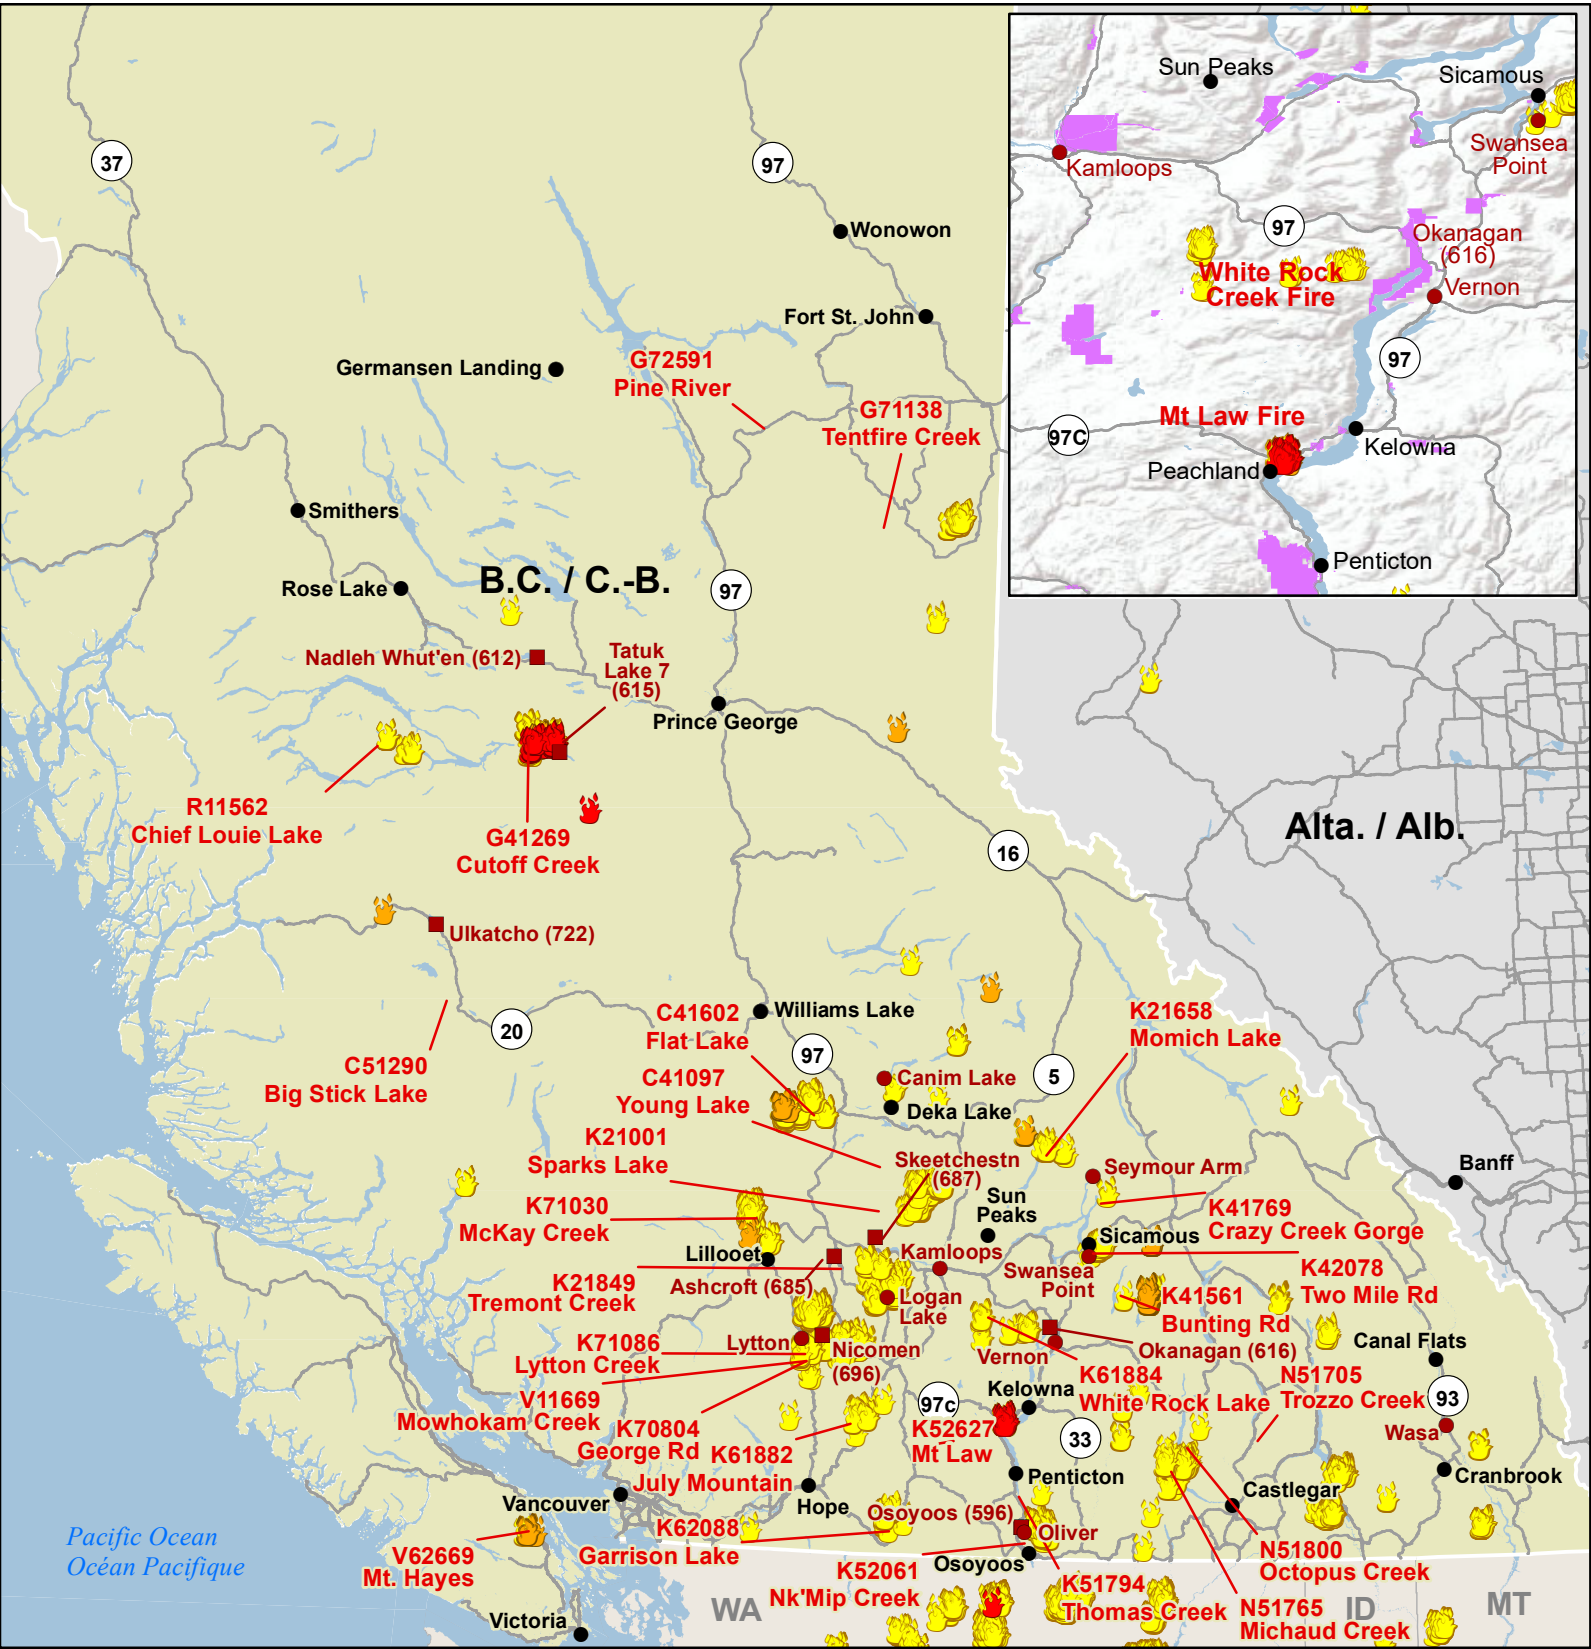 37
97
Wonowon
Fort St. John
Germansen Landing
G72591
Pine River
G71138
Tentfire Creek
Smithers
Rose Lake
B.C. / C.-B.
97
Nadleh Whut'en (612)
Tatuk
Lake 7
(615)
Prince George
R11562
Chief Louie Lake
G41269
Cutoff Creek
16
Alta. / Alb.
Ulkatcho (722)
20
C51290
Big Stick Lake
Williams Lake
C41602
Flat Lake
97
K21658
Momich Lake
5
C41097
Young Lake
Canim Lake
Deka Lake
K21001
Sparks Lake
Skeetchestn
(687)
Seymour Arm
Banff
K71030
McKay Creek
Sun
Peaks
K41769
Crazy Creek Gorge
Lillooet
Kamloops
Sicamous
K21849
Tremont Creek
Ashcroft (685)
Swansea
Point
K42078
Two Mile Rd
Logan
Lake
K41561
Bunting Rd
K71086
Lytton Creek
Lytton
Nicomen
(696)
Vernon
Okanagan (616)
Canal Flats
V11669
Mowhokam Creek
97c
Kelowna
K61884
White Rock Lake
N51705
Trozzo Creek
93
K70804
George Rd
K61882
July Mountain
K52627
Mt Law
33
Wasa
Vancouver
Hope
Penticton
Castlegar
Cranbrook
Pacific Ocean
Océan Pacifique
V62669
Mt. Hayes
K62088
Garrison Lake
Osoyoos (596)
Oliver
Osoyoos
K52061
Nk'Mip Creek
K51794
Thomas Creek
N51800
Octopus Creek
N51765
Michaud Creek
Victoria
WA
ID
MT
Sun Peaks
Sicamous
Swansea
Point
Kamloops
97
Okanagan
(616)
White Rock
Creek Fire
Vernon
97
Mt Law Fire
97C
Kelowna
Peachland
Penticton